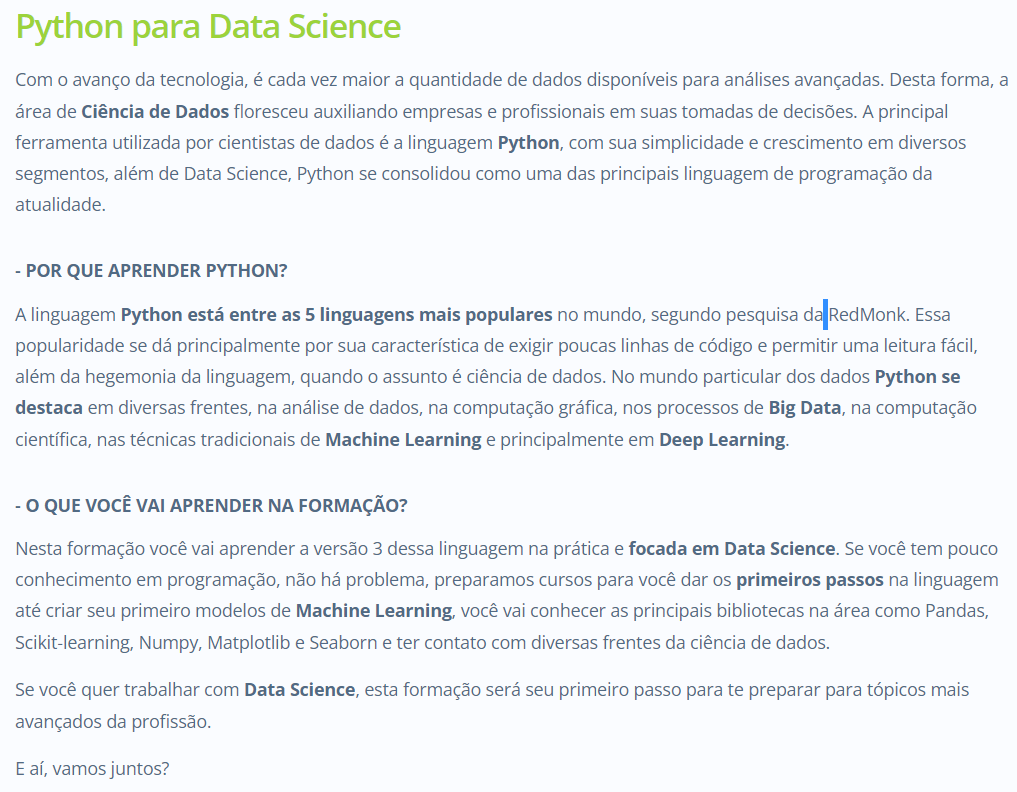 Python para Data Science
Com o avanço da tecnologia, é cada vez maior a quantidade de dados disponíveis para análises avançadas. Desta forma, a
área de Ciência de Dados floresceu auxiliando empresas e profissionais em suas tomadas de decisões. A principal
ferramenta utilizada por cientistas de dados é a linguagem Python, com sua simplicidade e crescimento em diversos
segmentos, além de Data Science, Python se consolidou como uma das principais linguagem de programação da
atualidade.
- POR QUE APRENDER PYTHON?
A linguagem Python está entre as 5 linguagens mais populares no mundo, segundo pesquisa da RedMonk. Essa
popularidade se dá principalmente por sua característica de exigir poucas linhas de código e permitir uma leitura fácil,
além da hegemonia da linguagem, quando o assunto é ciência de dados. No mundo particular dos dados Python se
destaca em diversas frentes, na análise de dados, na computação gráfica, nos processos de Big Data, na computação
científica, nas técnicas tradicionais de Machine Learning e principalmente em Deep Learning.
- O QUE VOCÊ VAI APRENDER NA FORMAÇÃO?
Nesta formação você vai aprender a versão 3 dessa linguagem na prática e focada em Data Science. Se você tem pouco
conhecimento em programação, não há problema, preparamos cursos para você dar os primeiros passos na linguagem
até criar seu primeiro modelos de Machine Learning, você vai conhecer as principais bibliotecas na área como Pandas,
Scikit-learning, Numpy, Matplotlib e Seaborn e ter contato com diversas frentes da ciência de dados.
Se você quer trabalhar com Data Science, esta formação será seu primeiro passo para te preparar para tópicos mais
avançados da profissão.
E aí, vamos juntos?